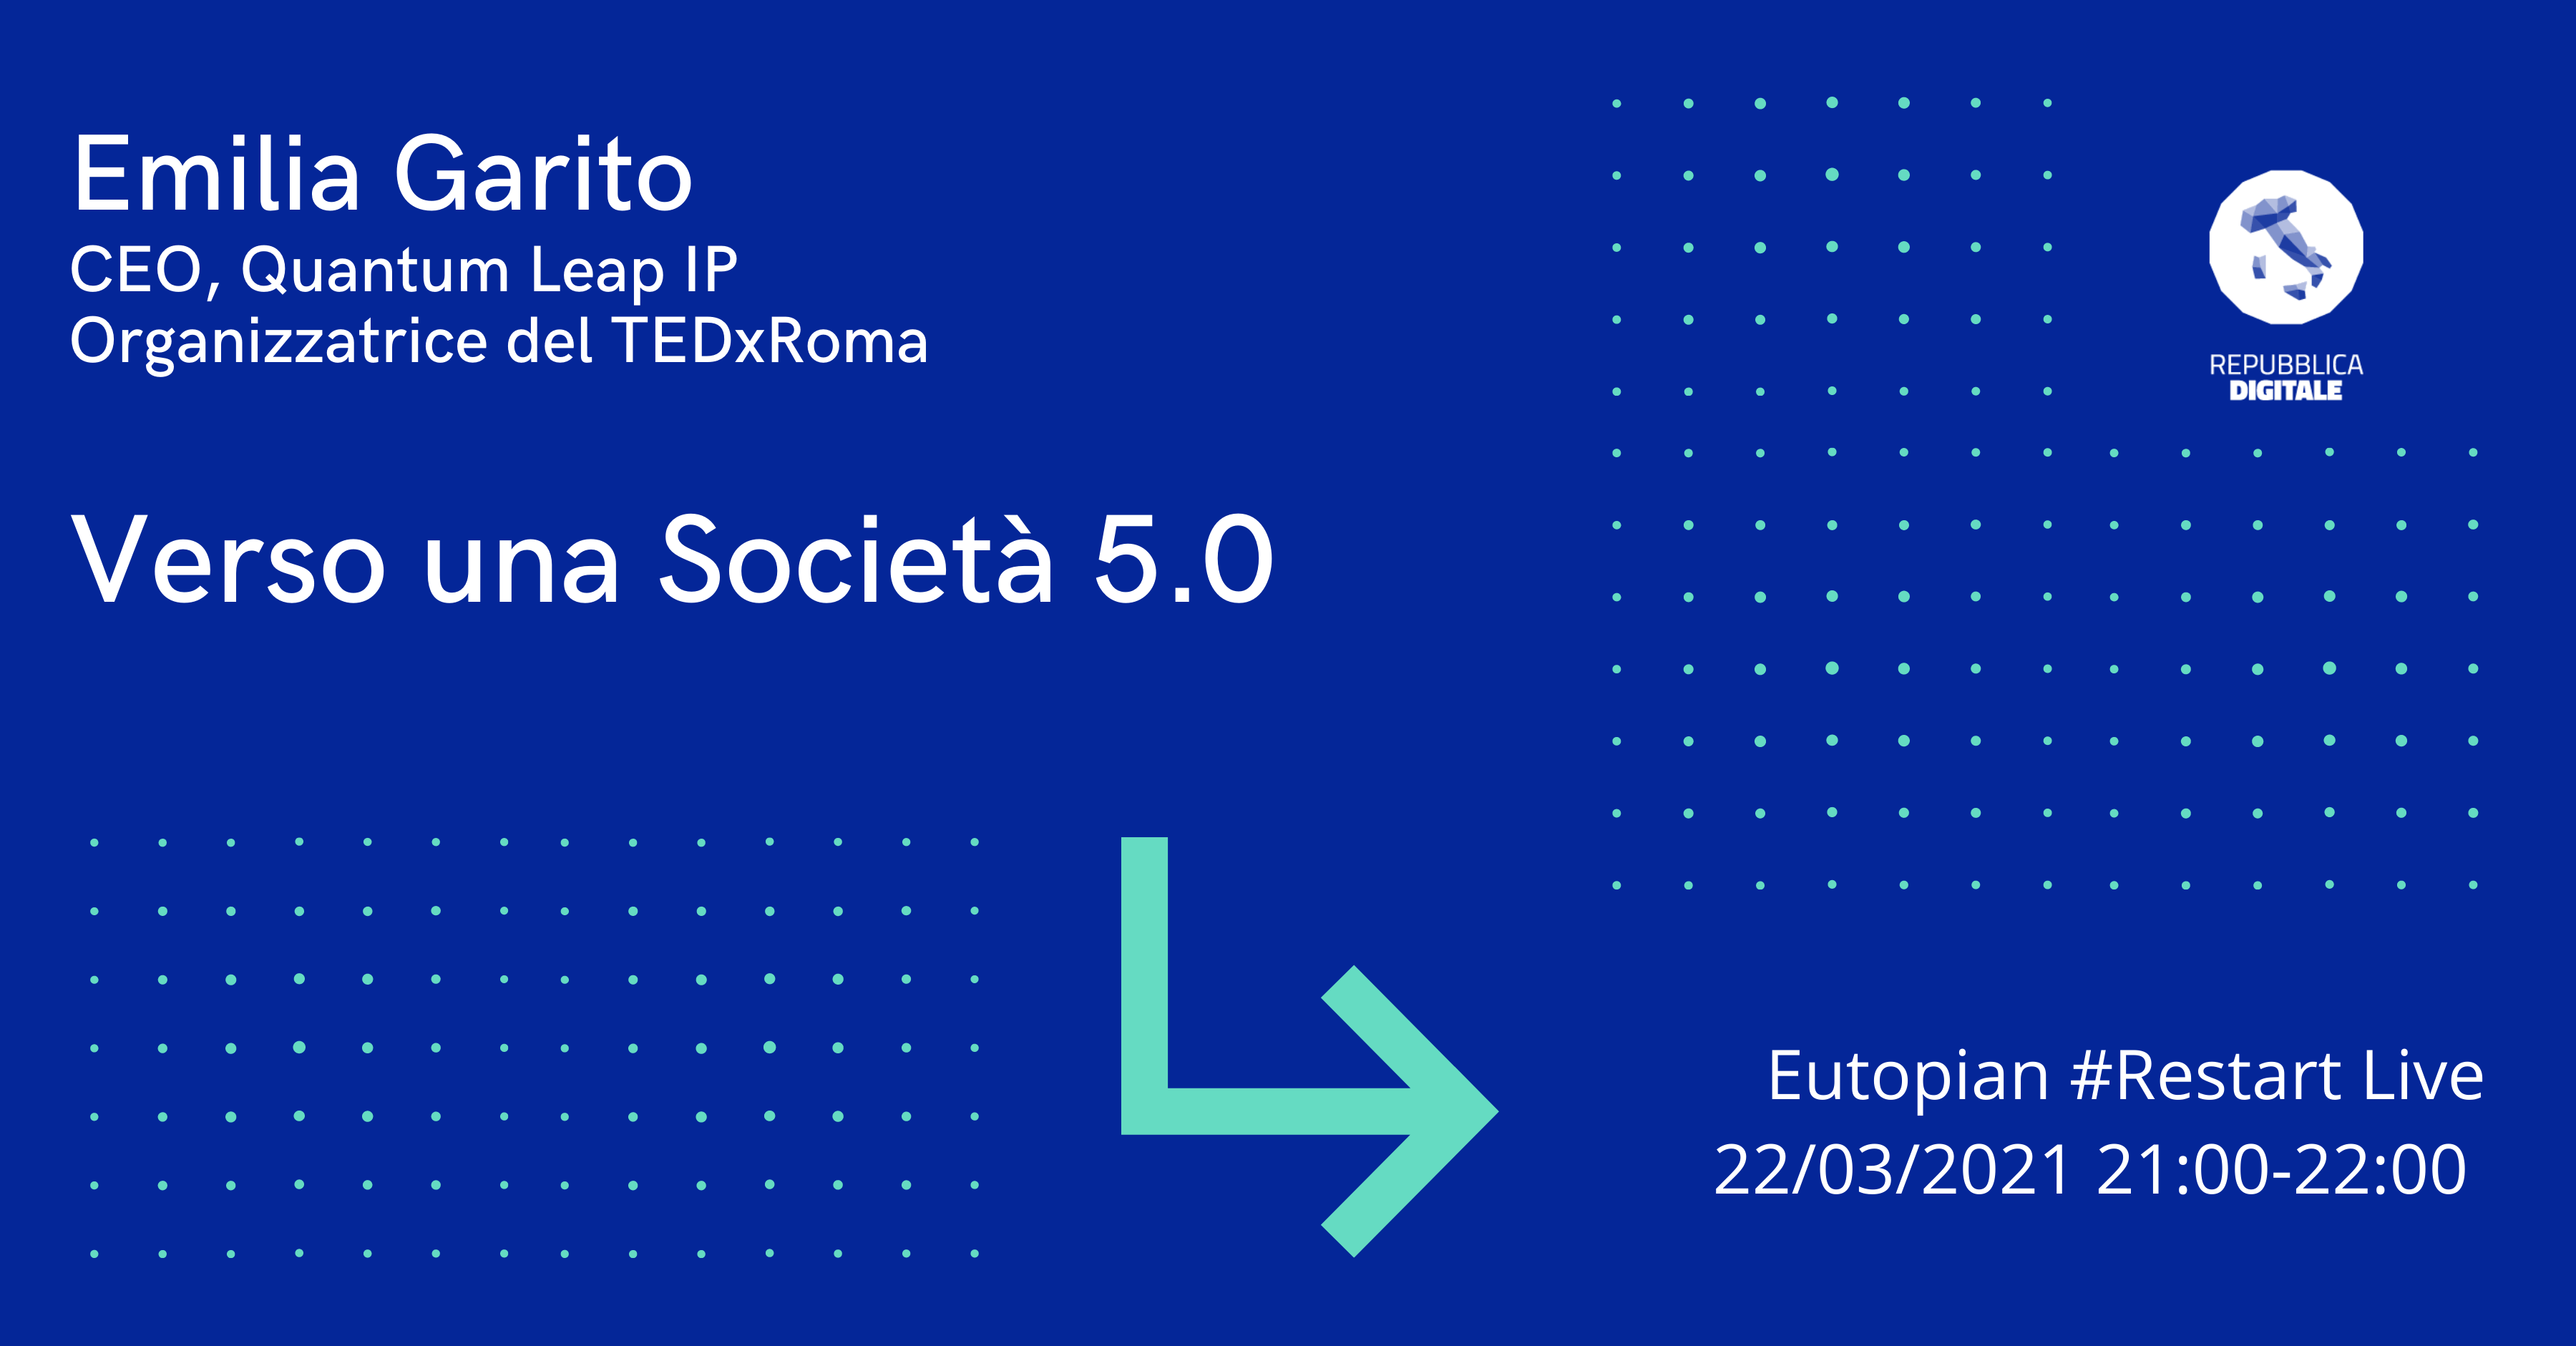 Emilia Garito
CEO, Quantum Leap IP
Organizzatrice del TEDxRoma
REPUBBLICA
DIGITALE
Verso una Società 5.0
Eutopian #Restart Live
22/03/2021 21:00-22:00